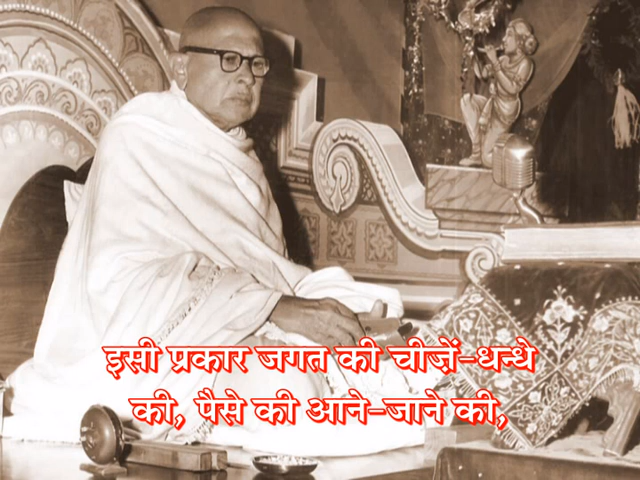 इसी प्रकार जगत की चीज़ें-धन्धे
की, पैसे की आने-जाने की,